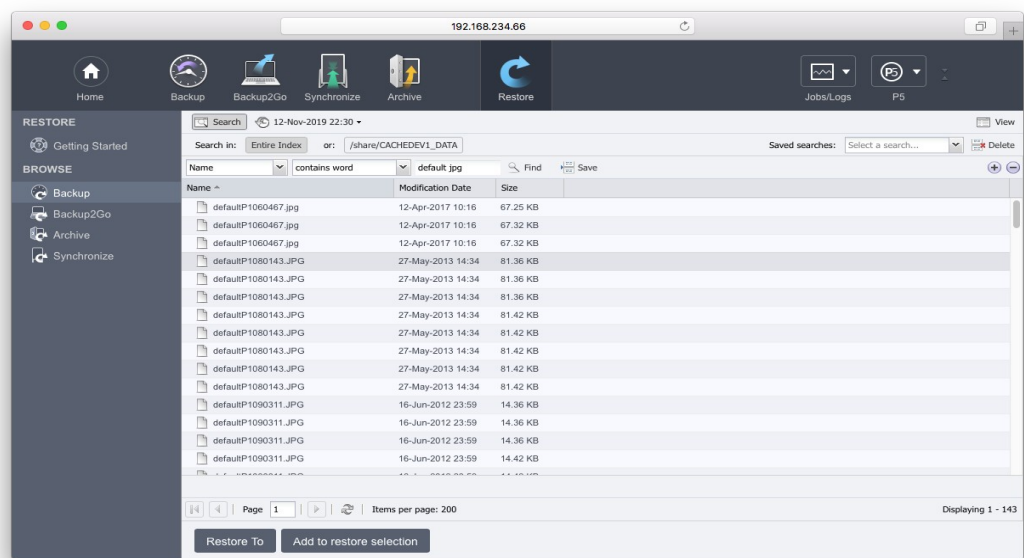 192.168.234.66
Home
Backup
Backup2Go
Synchronize
Archive
Restore
Jobs/Logs
P5
P5
RESTORE
Getting Started
BROWSE
Backup
Backup2Go
Archive
Synchronize
Search 12-Nov-2019 22:30 View
Search in: Entire Index or: /share/CACHEDEV1_DATA Saved searches: Select a search... Delete
Name contains word default jpg Find Save
Name Modification Date Size
defaultP1060467.jpg 12-Apr-2017 10:16 67.25 KB
defaultP1060467.jpg 12-Apr-2017 10:16 67.32 KB
defaultP1060467.jpg 12-Apr-2017 10:16 67.32 KB
defaultP1080143.JPG 27-May-2013 14:34 81.36 KB
defaultP1080143.JPG 27-May-2013 14:34 81.36 KB
defaultP1080143.JPG 27-May-2013 14:34 81.36 KB
defaultP1080143.JPG 27-May-2013 14:34 81.42 KB
defaultP1080143.JPG 27-May-2013 14:34 81.42 KB
defaultP1080143.JPG 27-May-2013 14:34 81.42 KB
defaultP1080143.JPG 27-May-2013 14:34 81.42 KB
defaultP1080143.JPG 27-May-2013 14:34 81.42 KB
defaultP1090311.JPG 16-Jun-2012 23:59 14.36 KB
defaultP1090311.JPG 16-Jun-2012 23:59 14.36 KB
defaultP1090311.JPG 16-Jun-2012 23:59 14.36 KB
defaultP1090311.JPG 16-Jun-2012 23:59 14.42 KB
Page 1 Items per page: 200 Displaying 1 - 143
Restore To Add to restore selection